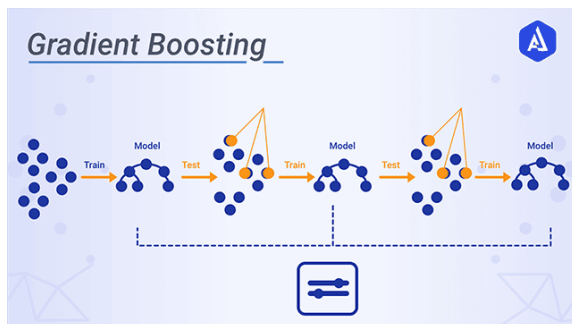 Gradient Boosting
Model
Model
Model
Train
Test
Train
Test
Train